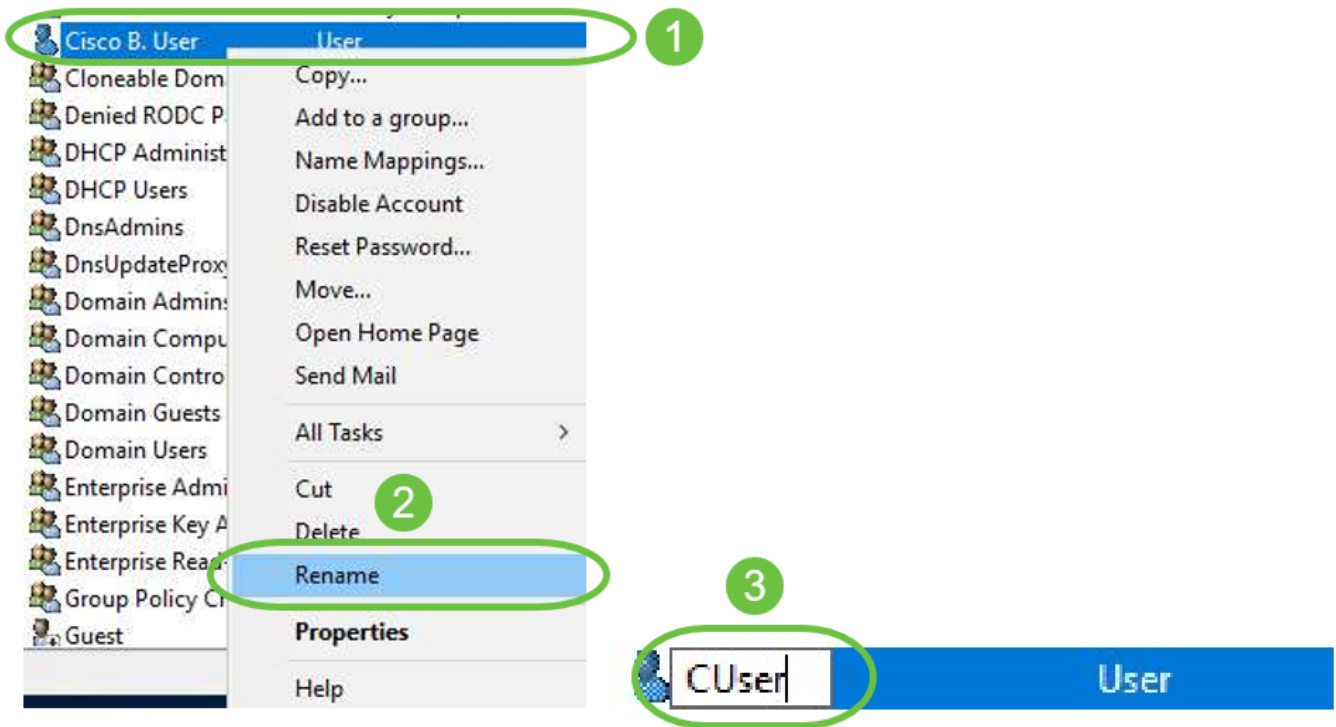 Cisco B. User User
1
Cloneable Dom
Denied RODC P
DHCP Administ
DHCP Users
DnsAdmins
DnsUpdateProxy
Domain Admins
Domain Compu
Domain Contro
Domain Guests
Domain Users
Enterprise Admi
Enterprise Key A
Enterprise Read-
Group Policy Cr
Guest
Copy...
Add to a group...
Name Mappings...
Disable Account
Reset Password...
Move...
Open Home Page
Send Mail
All Tasks >
Cut
2
Delete
Rename
Properties
Help
3
CUser User